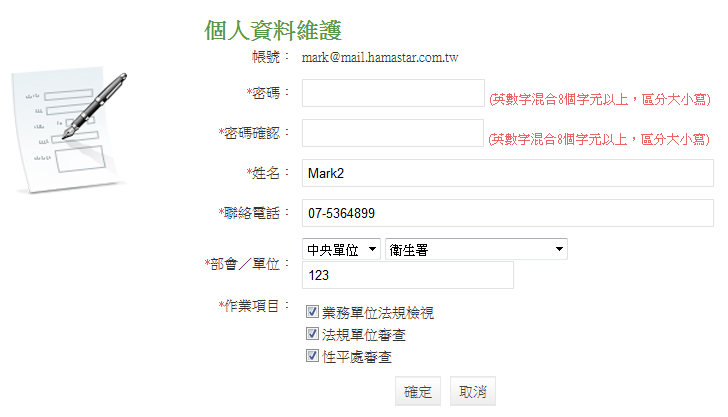 個人資料維護
帳號： mark@mail.hamastar.com.tw
*密碼： (英數字混合8個字元以上，區分大小寫)
*密碼確認： (英數字混合8個字元以上，區分大小寫)
*姓名： Mark2
*聯絡電話： 07-5364899
*部會／單位： 中央單位 衛生署
123
*作業項目： 業務單位法規檢視
法規單位審查
性平處審查
確定 取消